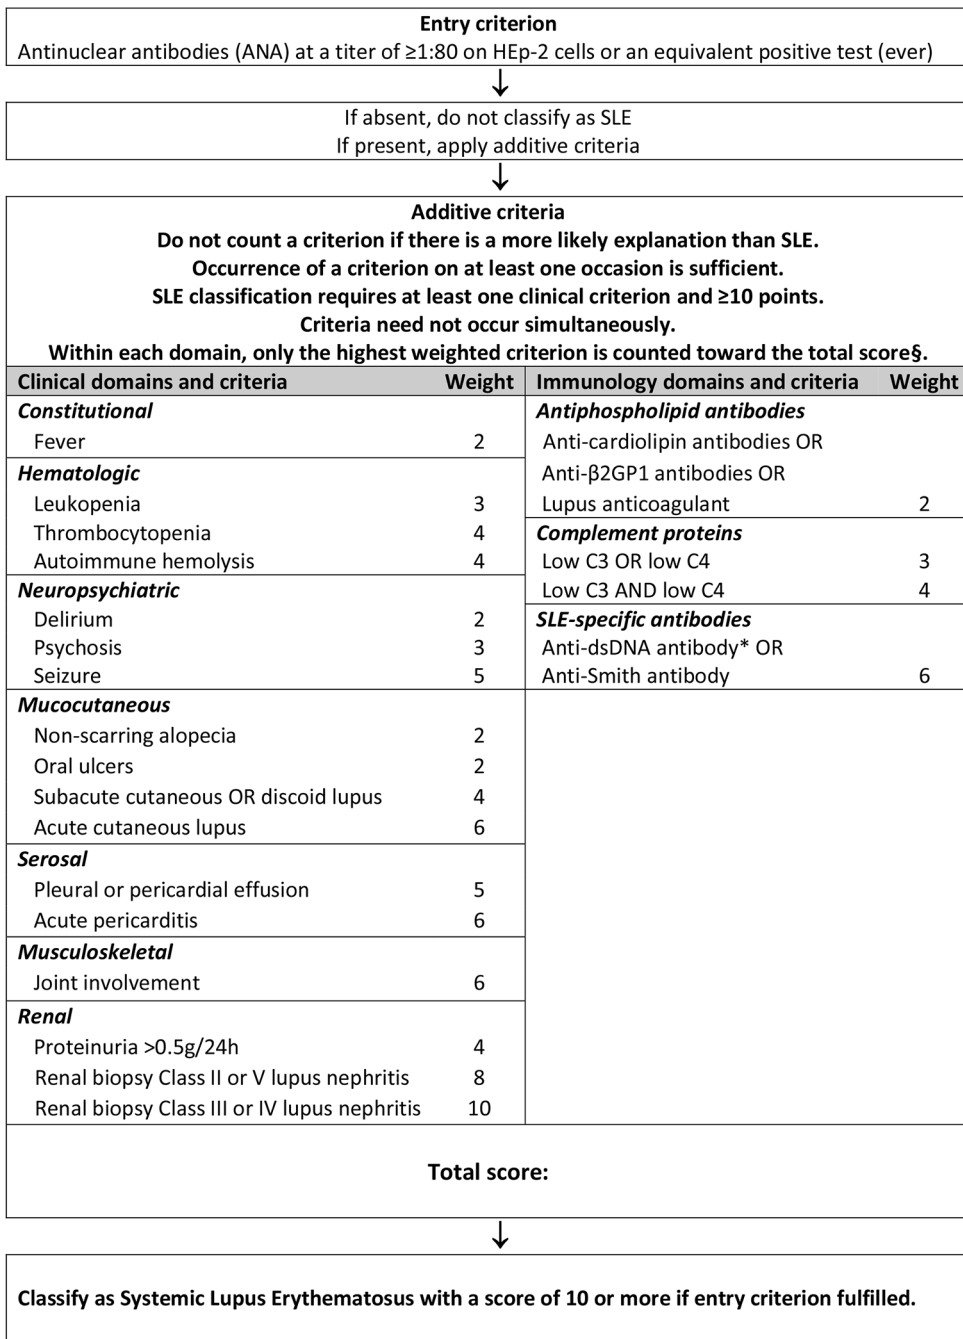 Entry criterion
Antinuclear antibodies (ANA) at a titer of ≥1:80 on HEp-2 cells or an equivalent positive test (ever)
If absent, do not classify as SLE
If present, apply additive criteria
Additive criteria
Do not count a criterion if there is a more likely explanation than SLE.
Occurrence of a criterion on at least one occasion is sufficient.
SLE classification requires at least one clinical criterion and ≥10 points.
Criteria need not occur simultaneously.
Within each domain, only the highest weighted criterion is counted toward the total score§.
Clinical domains and criteria Weight
Constitutional
Fever 2
Hematologic
Leukopenia 3
Thrombocytopenia 4
Autoimmune hemolysis 4
Neuropsychiatric
Delirium 2
Psychosis 3
Seizure 5
Mucocutaneous
Non-scarring alopecia 2
Oral ulcers 2
Subacute cutaneous OR discoid lupus 4
Acute cutaneous lupus 6
Serosal
Pleural or pericardial effusion 5
Acute pericarditis 6
Musculoskeletal
Joint involvement 6
Renal
Proteinuria >0.5g/24h 4
Renal biopsy Class II or V lupus nephritis 8
Renal biopsy Class III or IV lupus nephritis 10
Immunology domains and criteria Weight
Antiphospholipid antibodies
Anti-cardiolipin antibodies OR
Anti-β2GP1 antibodies OR
Lupus anticoagulant 2
Complement proteins
Low C3 OR low C4 3
Low C3 AND low C4 4
SLE-specific antibodies
Anti-dsDNA antibody* OR
Anti-Smith antibody 6
Total score:
Classify as Systemic Lupus Erythematosus with a score of 10 or more if entry criterion fulfilled.